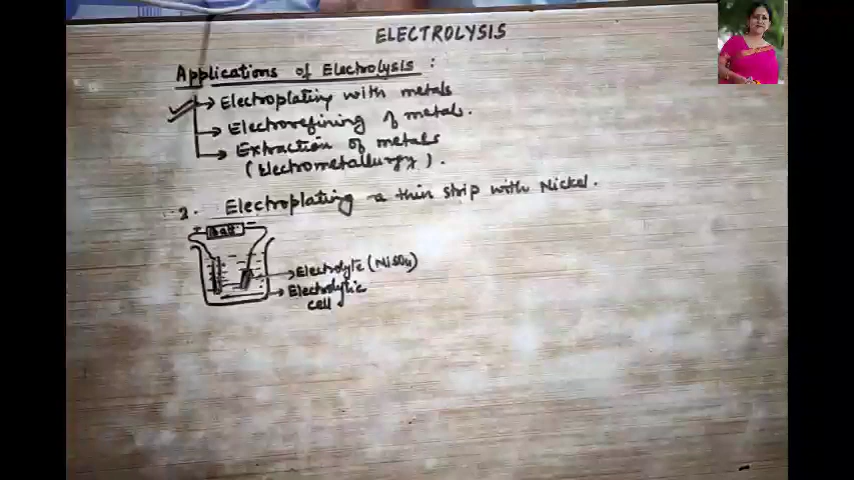 ELECTROLYSIS
Applications of Electrolysis :
Electroplating with metals
Electrorefining of metals.
Extraction of metals
(Electrometallurgy).
2. Electroplating a thin strip with Nickel.
+ Batt -
Electrolyte (NiSO4)
Electrolytic
cell